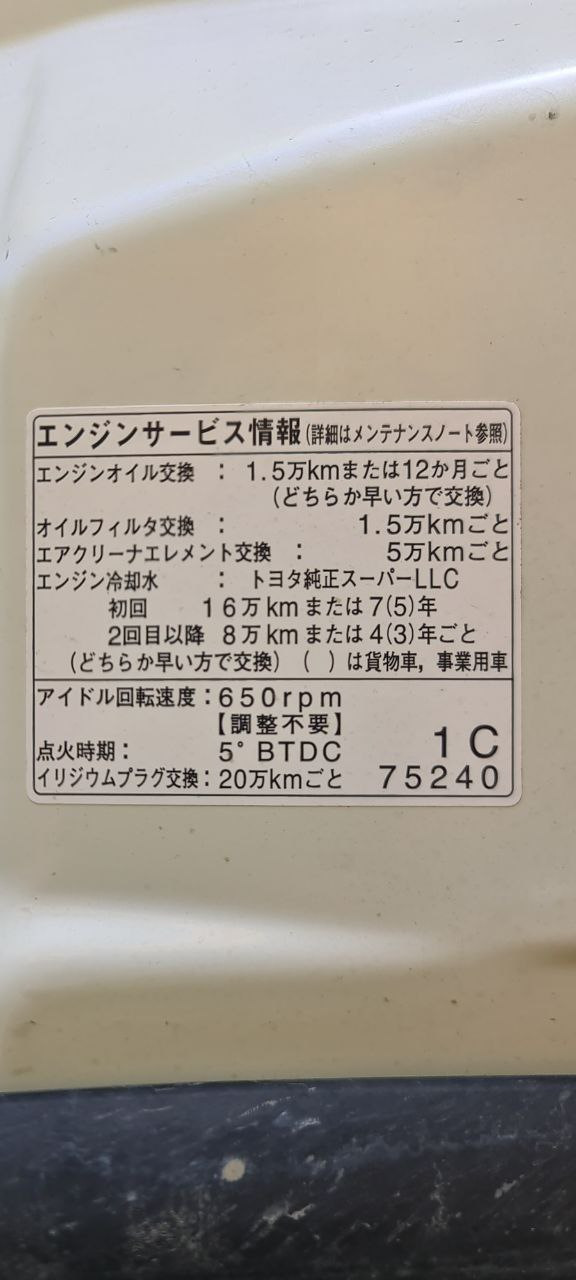 エンジンサービス情報(詳細はメンテナンスノート参照)
エンジンオイル交換 : 1.5万kmまたは12か月ごと
(どちらか早い方で交換)
オイルフィルタ交換 : 1.5万kmごと
エアクリーナエレメント交換 : 5万kmごと
エンジン冷却水 : トヨタ純正スーパーLLC
初回 16万kmまたは7(5)年
2回目以降 8万kmまたは4(3)年ごと
(どちらか早い方で交換) ( )は貨物車，事業用車
アイドル回転速度:650rpm
【調整不要】
点火時期: 5°BTDC 1C
イリジウムプラグ交換:20万kmごと 75240